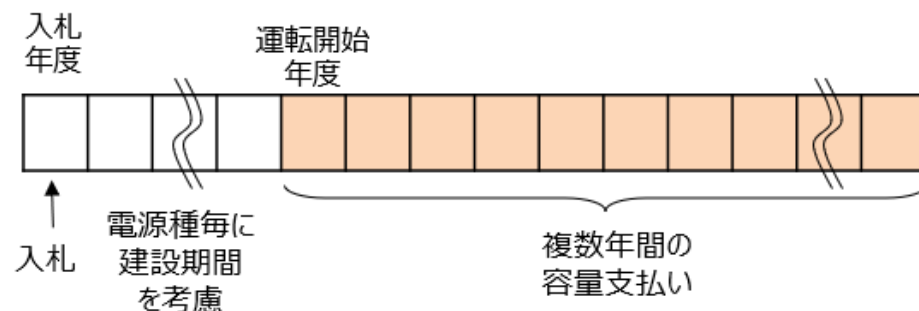 入札
年度
運転開始
年度
入札
電源種毎に
建設期間
を考慮
複数年間の
容量支払い